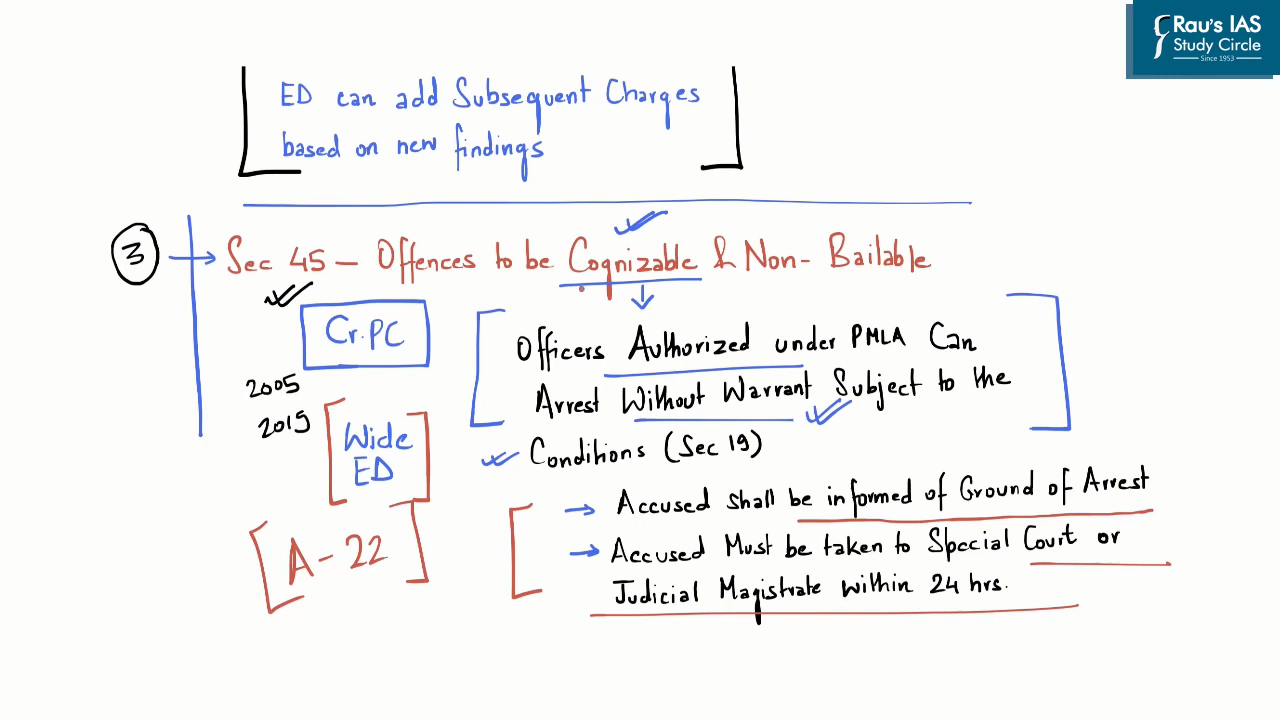 Rau's IAS
Study Circle
Since 1953
ED can add Subsequent Charges
based on new findings
3
Sec 45 – Offences to be Cognizable & Non-Bailable
Cr.PC
Officers Authorized under PMLA Can
Arrest Without Warrant Subject to the
Conditions (Sec 19)
2005
2019
Wide
ED
A-22
→ Accused shall be informed of Ground of Arrest
→ Accused Must be taken to Special Court or
Judicial Magistrate within 24 hrs.